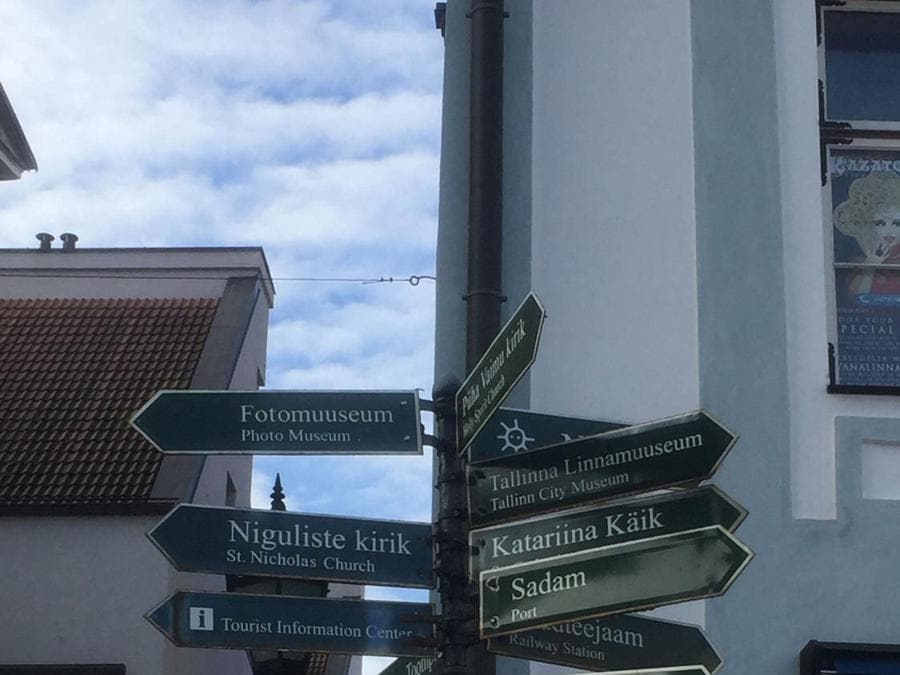 Fotomuuseum
Photo Museum
Niguliste kirik
St. Nicholas Church
i
Tourist Information Center
Püha Vaimu kirik
Holy Spirit Church
Tallinna Linnamuuseum
Tallinn City Museum
Katariina Käik
Sadam
Port
Railway Station
SPECIAL